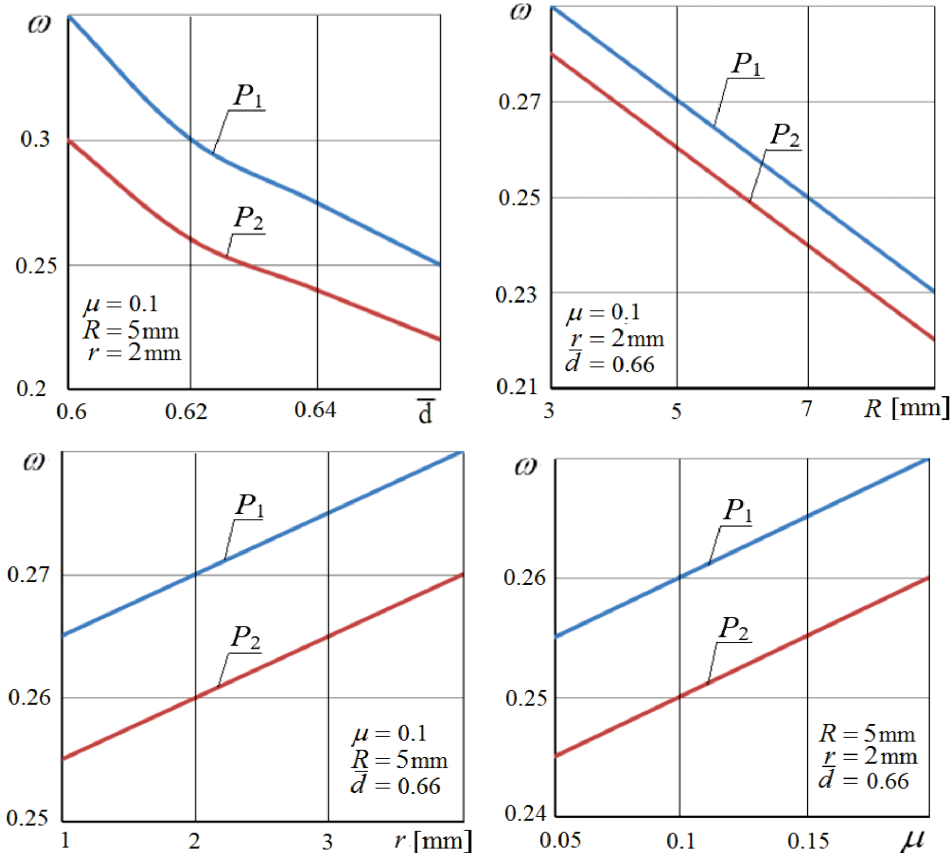 ω
P1
0.3
P2
0.25
μ = 0.1
R = 5mm
r = 2mm
0.2
0.6
0.62
0.64
d̅
ω
P1
0.27
P2
0.25
0.23
μ = 0.1
r = 2mm
d̅ = 0.66
0.21
3
5
7
R [mm]
ω
P1
0.27
P2
0.26
μ = 0.1
R = 5mm
d̅ = 0.66
0.25
1
2
3
r [mm]
ω
P1
0.26
P2
0.25
R = 5mm
r = 2mm
d̅ = 0.66
0.24
0.05
0.1
0.15
μ